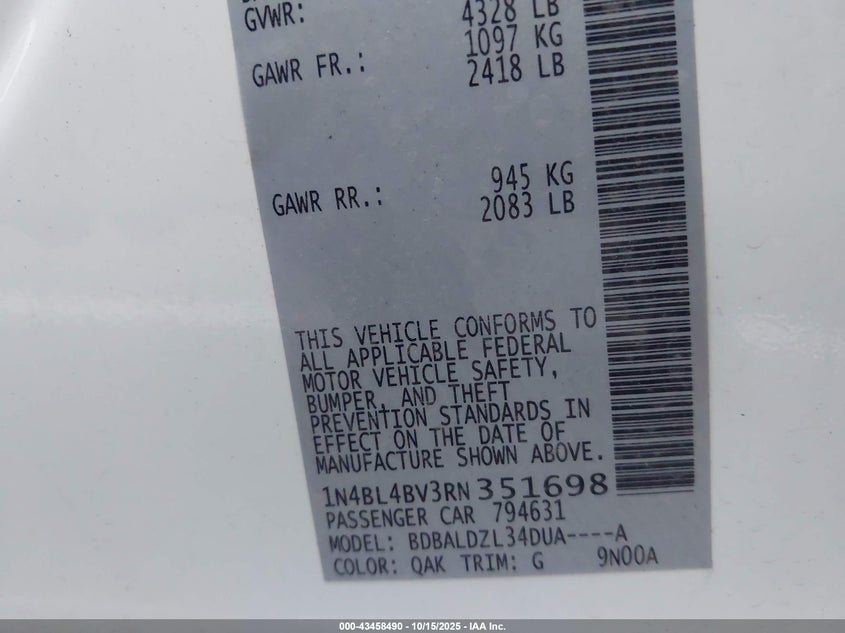 GVWR: 4328 LB
1097 KG
GAWR FR.: 2418 LB
945 KG
GAWR RR.: 2083 LB
THIS VEHICLE CONFORMS TO
ALL APPLICABLE FEDERAL
MOTOR VEHICLE SAFETY,
BUMPER, AND THEFT
PREVENTION STANDARDS IN
EFFECT ON THE DATE OF
MANUFACTURE SHOWN ABOVE.
1N4BL4BV3RN351698
PASSENGER CAR 794631
MODEL: BDBALDZL34DUA----A
COLOR: QAK TRIM: G 9N00A
000-43458490 - 10/15/2025 - IAA Inc.